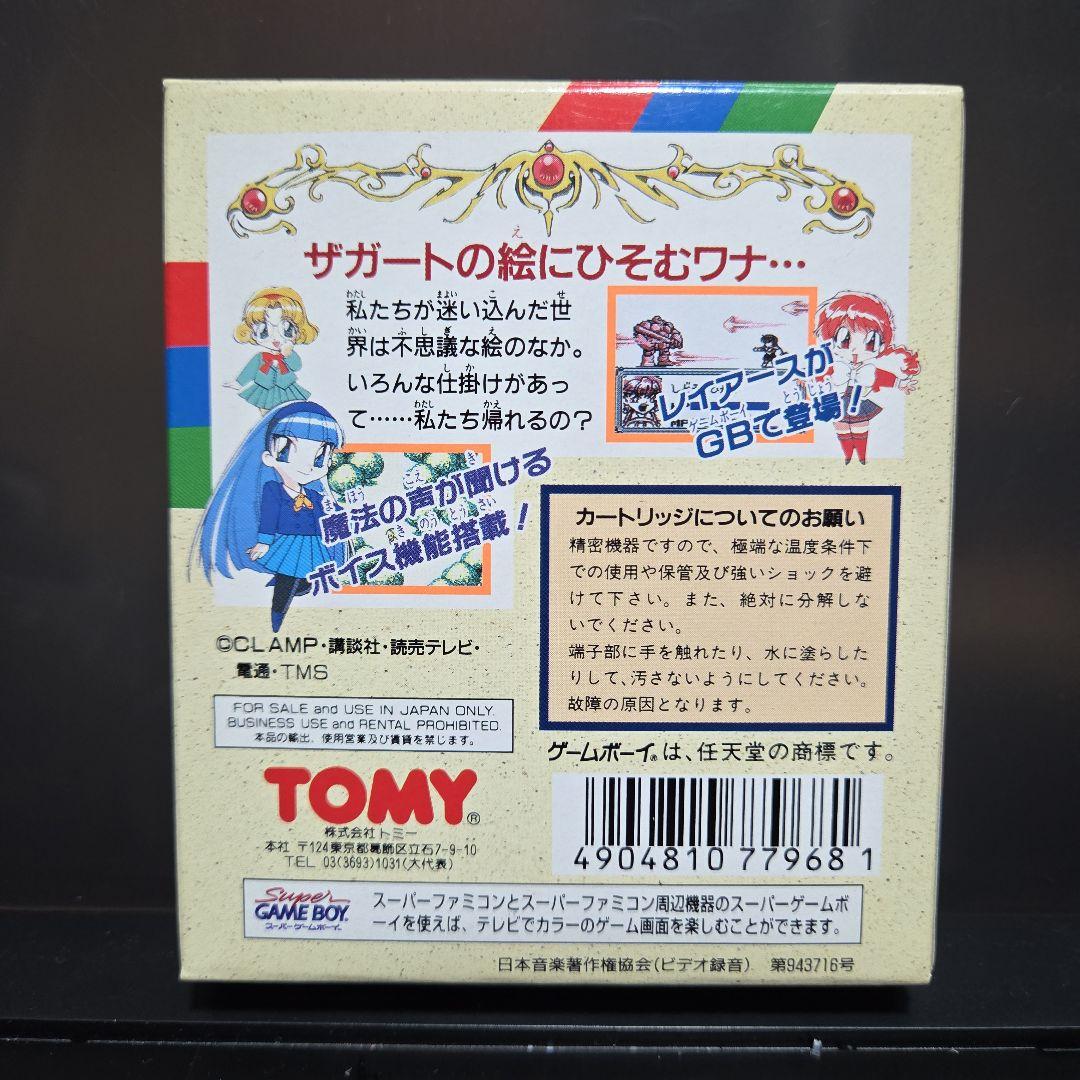 ザガートの絵にひそむワナ…
私たちが迷い込んだ世
界は不思議な絵のなか。
いろんな仕掛けがあっ
て……私たち帰れるの?
レイアースが
GBで登場!
魔法の声が聞ける
ボイス機能搭載!
カートリッジについてのお願い
精密機器ですので、極端な温度条件下
での使用や保管及び強いショックを避
けて下さい。また、絶対に分解しな
いでください。
端子部に手を触れたり、水に塗らした
りして、汚さないようにしてください。
故障の原因となります。
©CLAMP・講談社・読売テレビ・
電通・TMS
FOR SALE and USE IN JAPAN ONLY.
BUSINESS USE and RENTAL PROHIBITED.
本品の輸出、使用営業及び賃貸を禁じます。
ゲームボーイ®は、任天堂の商標です。
TOMY®
株式会社トミー
本社 〒124東京都葛飾区立石7-9-10
TEL 03(3693)1031(大代表)
4904810 779681
Super
GAME BOY
スーパーゲームボーイ
スーパーファミコンとスーパーファミコン周辺機器のスーパーゲームボ
ーイを使えば、テレビでカラーのゲーム画面を楽しむことができます。
日本音楽著作権協会(ビデオ録音) 第943716号